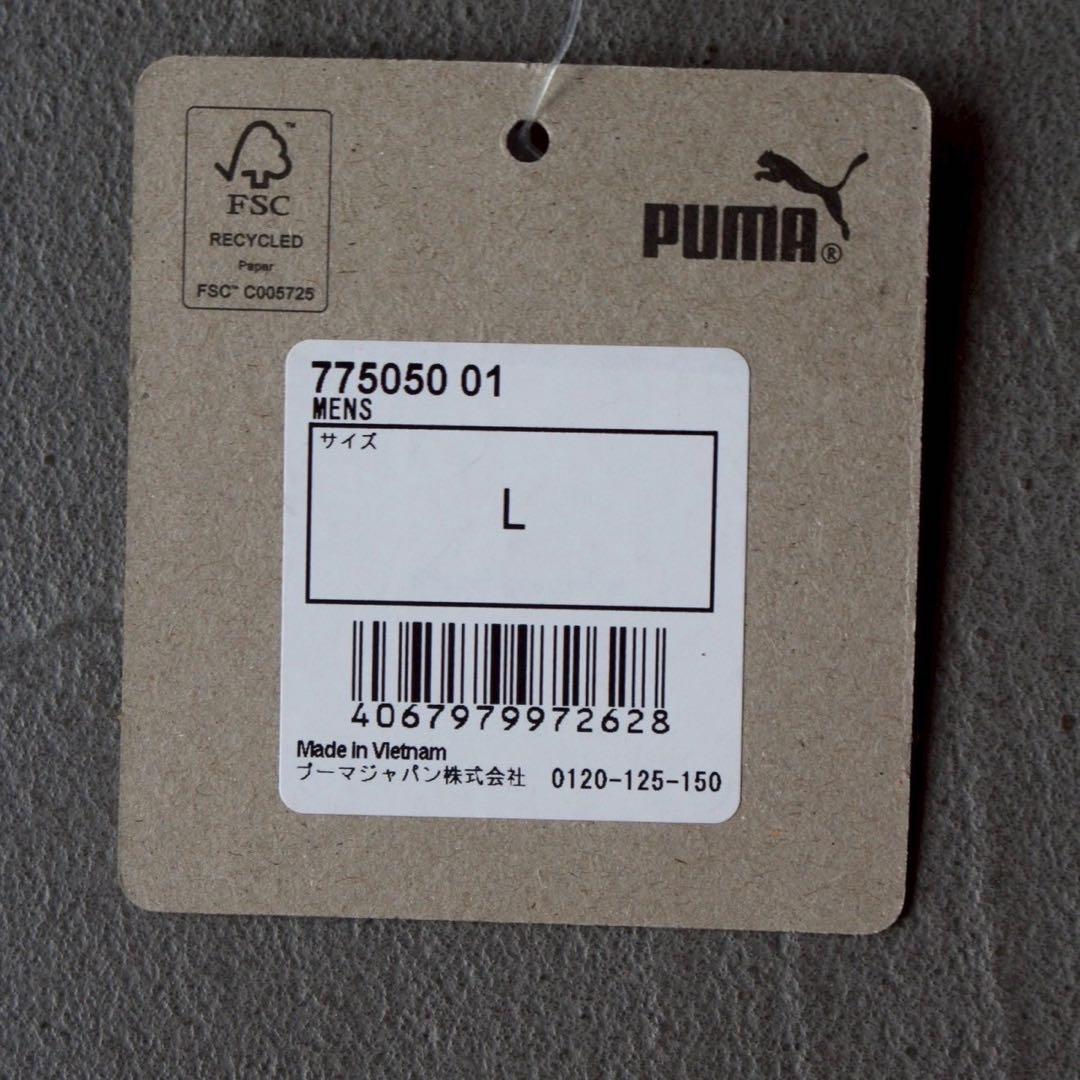 FSC™
RECYCLED
Paper
FSC™ C005725
PUMA®
775050 01
MENS
サイズ
L
4067979972628
Made in Vietnam
プーマジャパン株式会社 0120-125-150